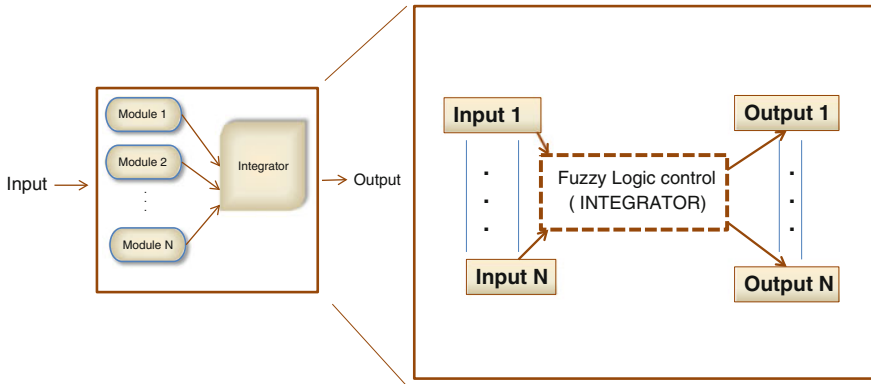 Input
Module 1
Module 2
Module N
Integrator
Output
Input 1
Input N
Fuzzy Logic control
( INTEGRATOR)
Output 1
Output N